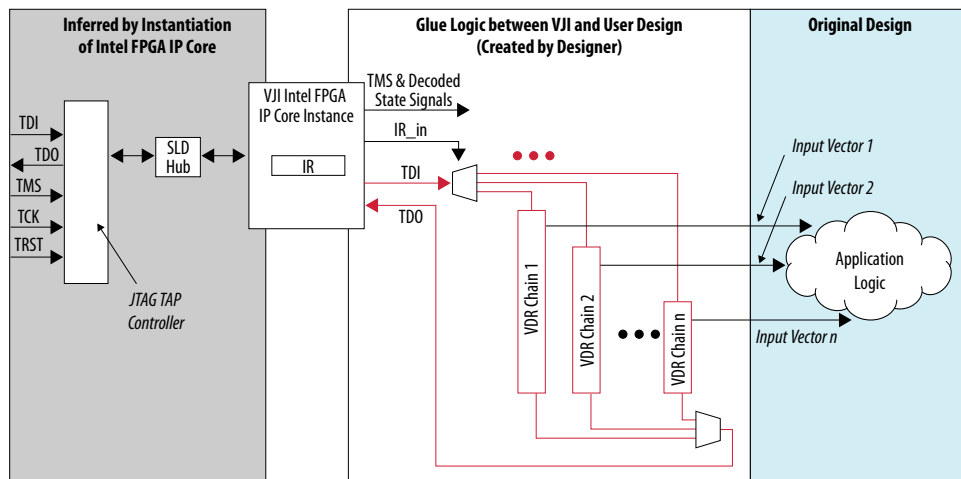 Inferred by Instantiation
of Intel FPGA IP Core
Glue Logic between VJI and User Design
(Created by Designer)
Original Design
TDI
TDO
TMS
TCK
TRST
JTAG TAP
Controller
SLD
Hub
VJI Intel FPGA
IP Core Instance
IR
TMS & Decoded
State Signals
IR_in
TDI
TDO
VDR Chain 1
VDR Chain 2
VDR Chain n
Input Vector 1
Input Vector 2
Application
Logic
Input Vector n